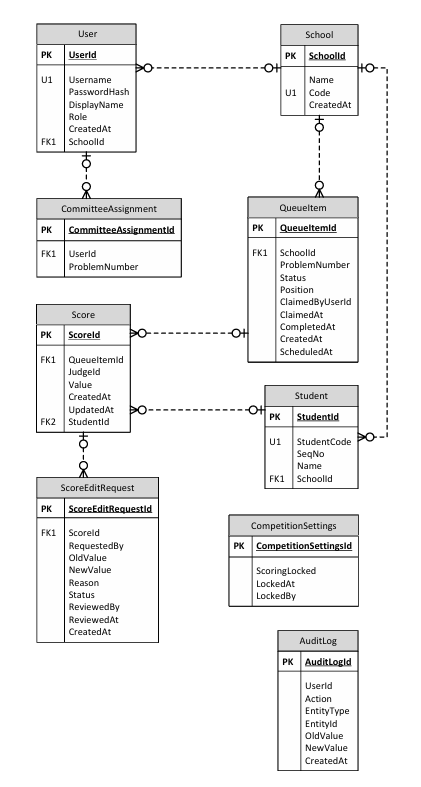 User
PK UserId
U1 Username
PasswordHash
DisplayName
Role
CreatedAt
FK1 SchoolId
School
PK SchoolId
Name
U1 Code
CreatedAt
CommitteeAssignment
PK CommitteeAssignmentId
FK1 UserId
ProblemNumber
QueueItem
PK QueueItemId
FK1 SchoolId
ProblemNumber
Status
Position
ClaimedByUserId
ClaimedAt
CompletedAt
CreatedAt
ScheduledAt
Score
PK ScoreId
FK1 QueueItemId
JudgeId
Value
CreatedAt
UpdatedAt
FK2 StudentId
Student
PK StudentId
U1 StudentCode
SeqNo
Name
FK1 SchoolId
ScoreEditRequest
PK ScoreEditRequestId
FK1 ScoreId
RequestedBy
OldValue
NewValue
Reason
Status
ReviewedBy
ReviewedAt
CreatedAt
CompetitionSettings
PK CompetitionSettingsId
ScoringLocked
LockedAt
LockedBy
AuditLog
PK AuditLogId
UserId
Action
EntityType
EntityId
OldValue
NewValue
CreatedAt